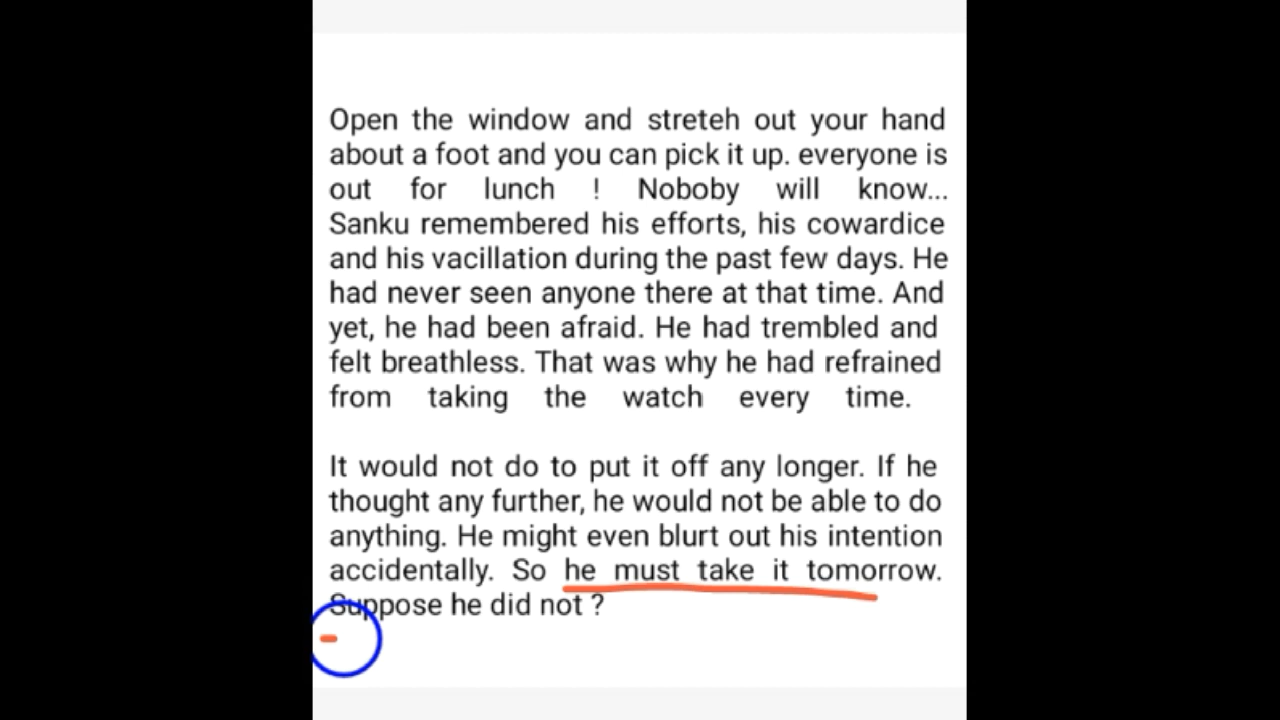 Open the window and streteh out your hand
about a foot and you can pick it up. everyone is
out for lunch ! Noboby will know...
Sanku remembered his efforts, his cowardice
and his vacillation during the past few days. He
had never seen anyone there at that time. And
yet, he had been afraid. He had trembled and
felt breathless. That was why he had refrained
from taking the watch every time.
It would not do to put it off any longer. If he
thought any further, he would not be able to do
anything. He might even blurt out his intention
accidentally. So he must take it tomorrow.
Suppose he did not ?